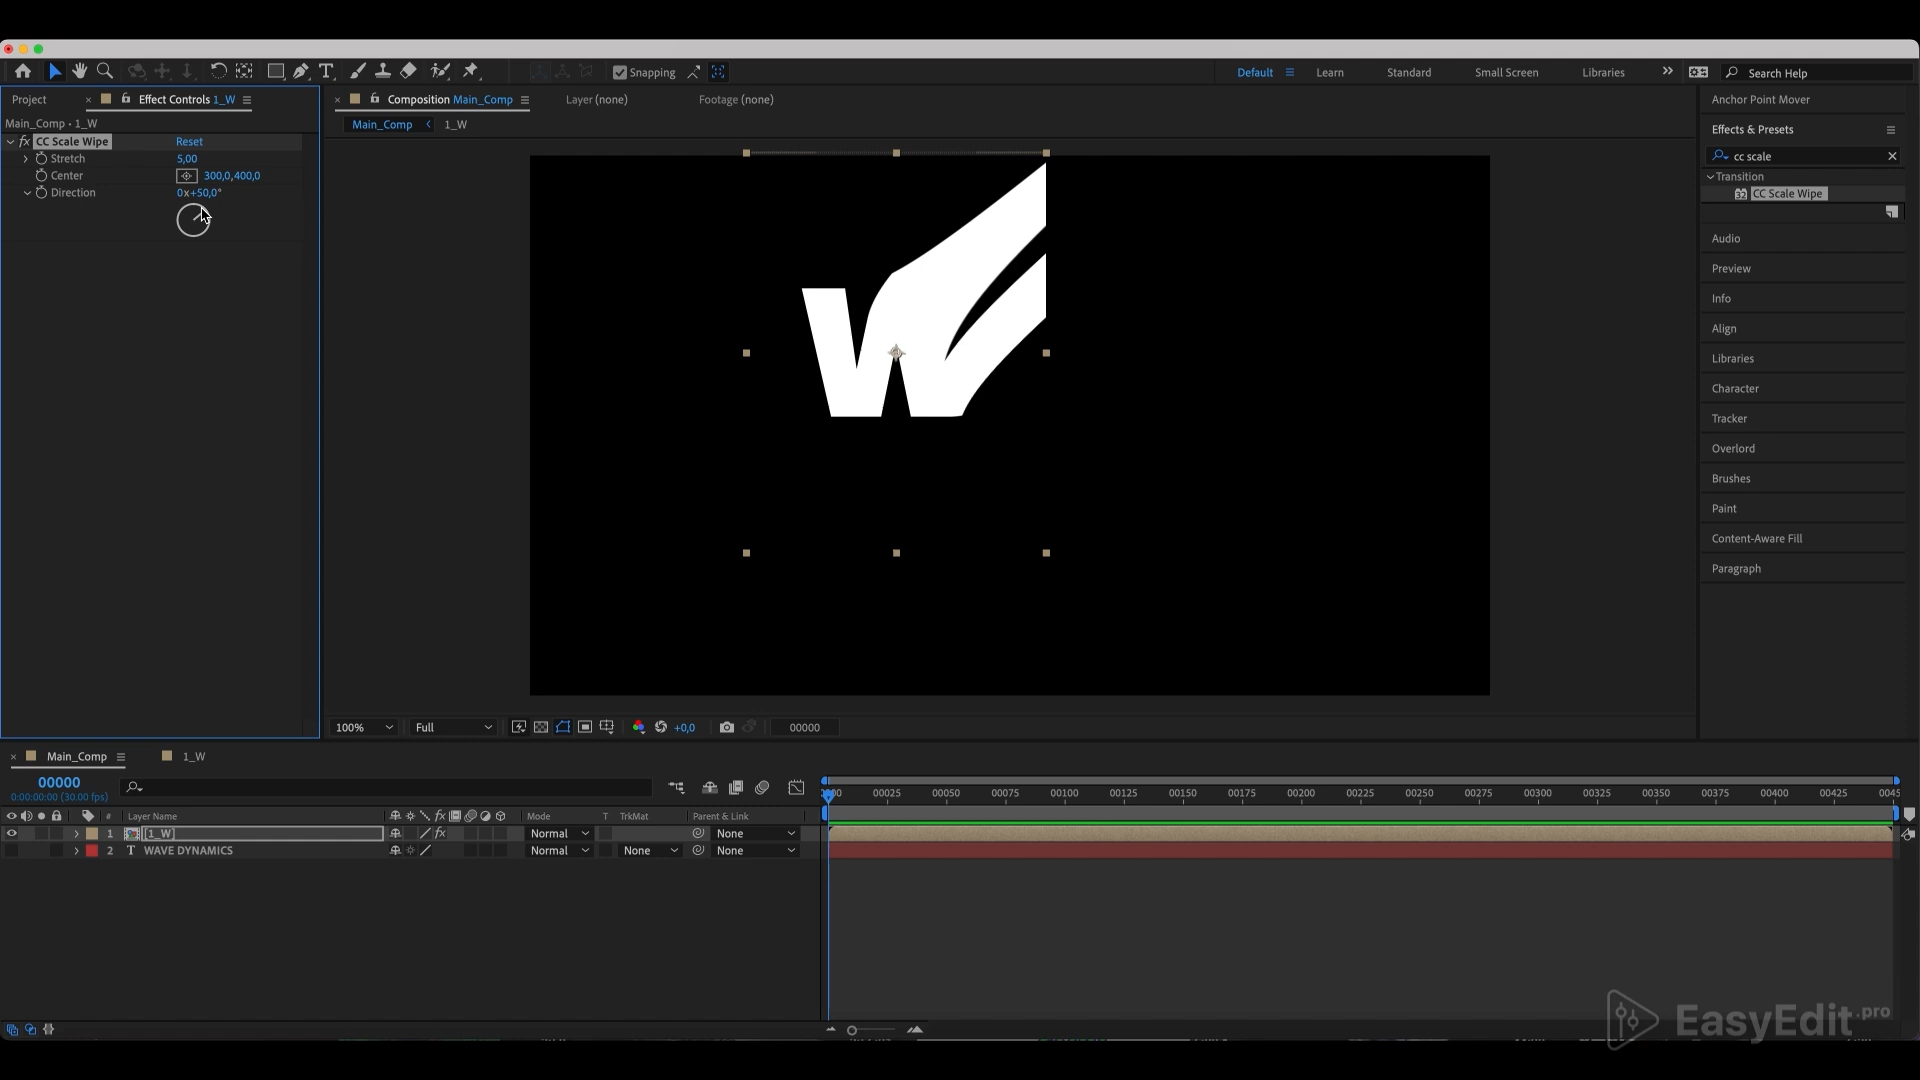 Snapping
Default
Learn
Standard
Small Screen
Libraries
Search Help
Project
Effect Controls 1_W
Composition Main_Comp
Layer (none)
Footage (none)
Anchor Point Mover
Main_Comp • 1_W
Main_Comp
1_W
Effects & Presets
fx CC Scale Wipe
Reset
cc scale
Stretch
5,00
Center
300,0,400,0
Transition
Direction
0x+50,0°
32 CC Scale Wipe
W
Audio
Preview
Info
Align
Libraries
Character
Tracker
Overlord
Brushes
Paint
Content-Aware Fill
Paragraph
100%
Full
+0,0
00000
Main_Comp
1_W
00000
0:00:00:00 (30.00 fps)
00025
00050
00075
00100
00125
00150
00175
00200
00225
00250
00275
00300
00325
00350
00375
00400
00425
#
Layer Name
fx
Mode
T
TrkMat
Parent & Link
1
[1_W]
fx
Normal
None
2
T
WAVE DYNAMICS
Normal
None
None
EasyEdit.pro